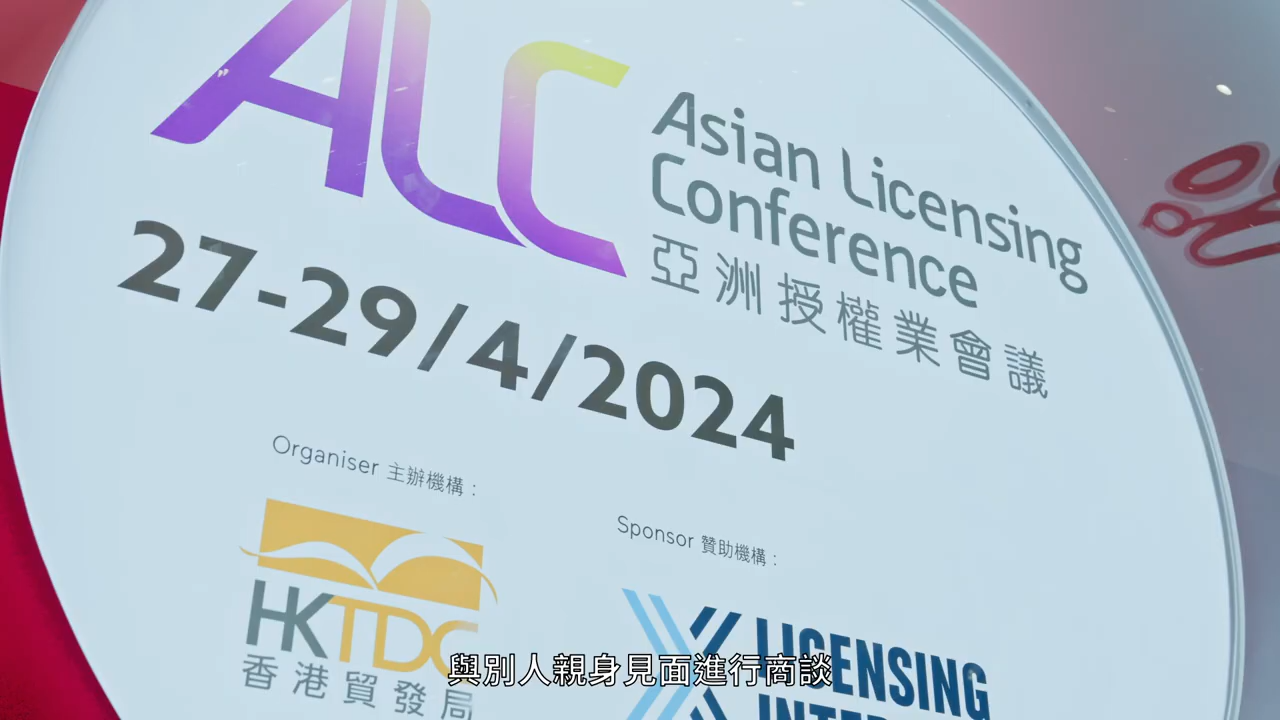 ALC
Asian Licensing
Conference
亞洲授權業會議
27-29/4/2024
Organiser 主辦機構：
HKTDC
香港貿發局
Sponsor 贊助機構：
LICENSING
與別人親身見面進行商談